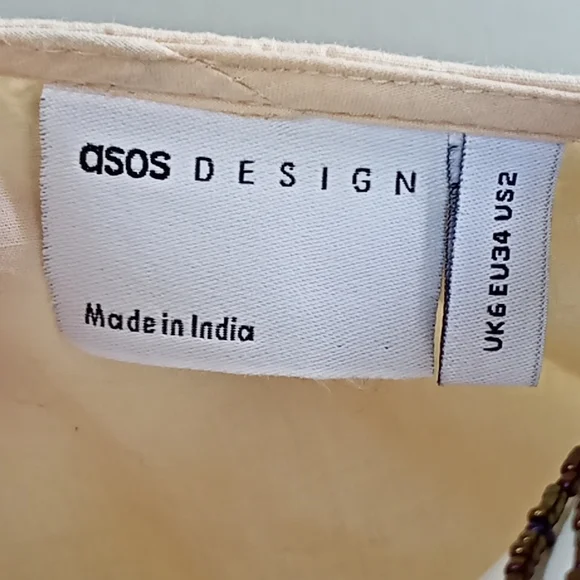 asos DESIGN
Made in India
UK6 EU34 US2